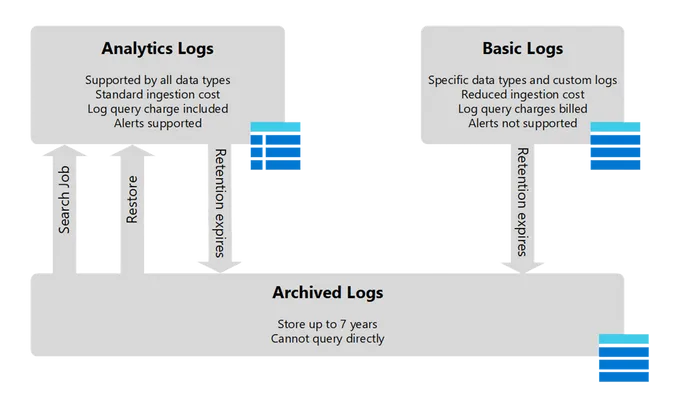 Analytics Logs
Supported by all data types
Standard ingestion cost
Log query charge included
Alerts supported
Basic Logs
Specific data types and custom logs
Reduced ingestion cost
Log query charges billed
Alerts not supported
Search Job
Restore
Retention expires
Retention expires
Archived Logs
Store up to 7 years
Cannot query directly